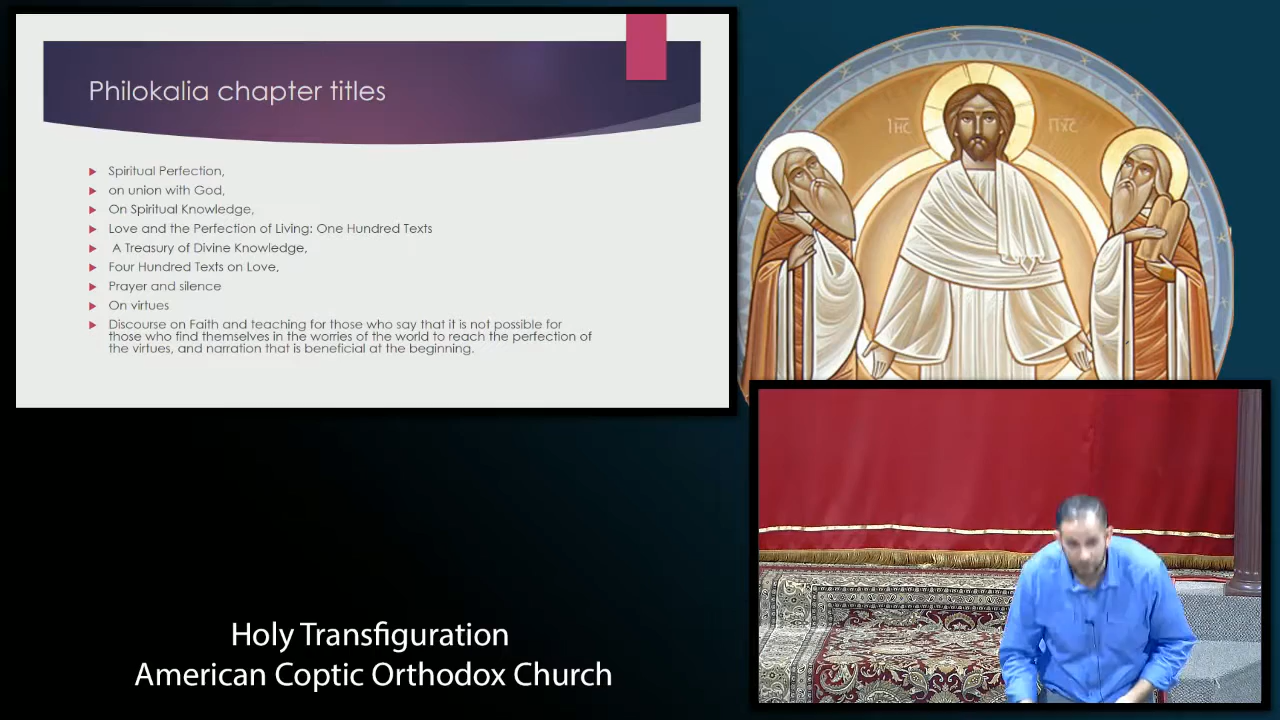 Philokalia chapter titles
Spiritual Perfection,
on union with God,
On Spiritual Knowledge,
Love and the Perfection of Living: One Hundred Texts
A Treasury of Divine Knowledge,
Four Hundred Texts on Love,
Prayer and silence
On virtues
Discourse on Faith and teaching for those who say that it is not possible for
those who find themselves in the worries of the world to reach the perfection of
the virtues, and narration that is beneficial at the beginning.
Holy Transfiguration
American Coptic Orthodox Church